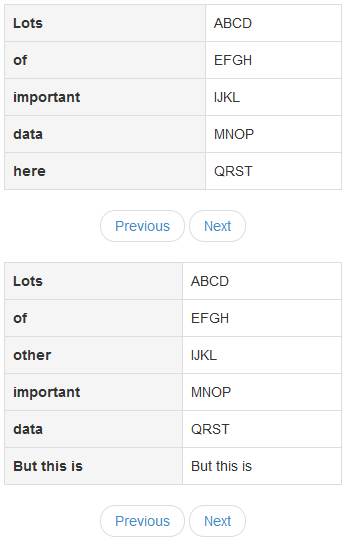 Lots ABCD
of EFGH
important IJKL
data MNOP
here QRST
Previous Next
Lots ABCD
of EFGH
other IJKL
important MNOP
data QRST
But this is But this is
Previous Next